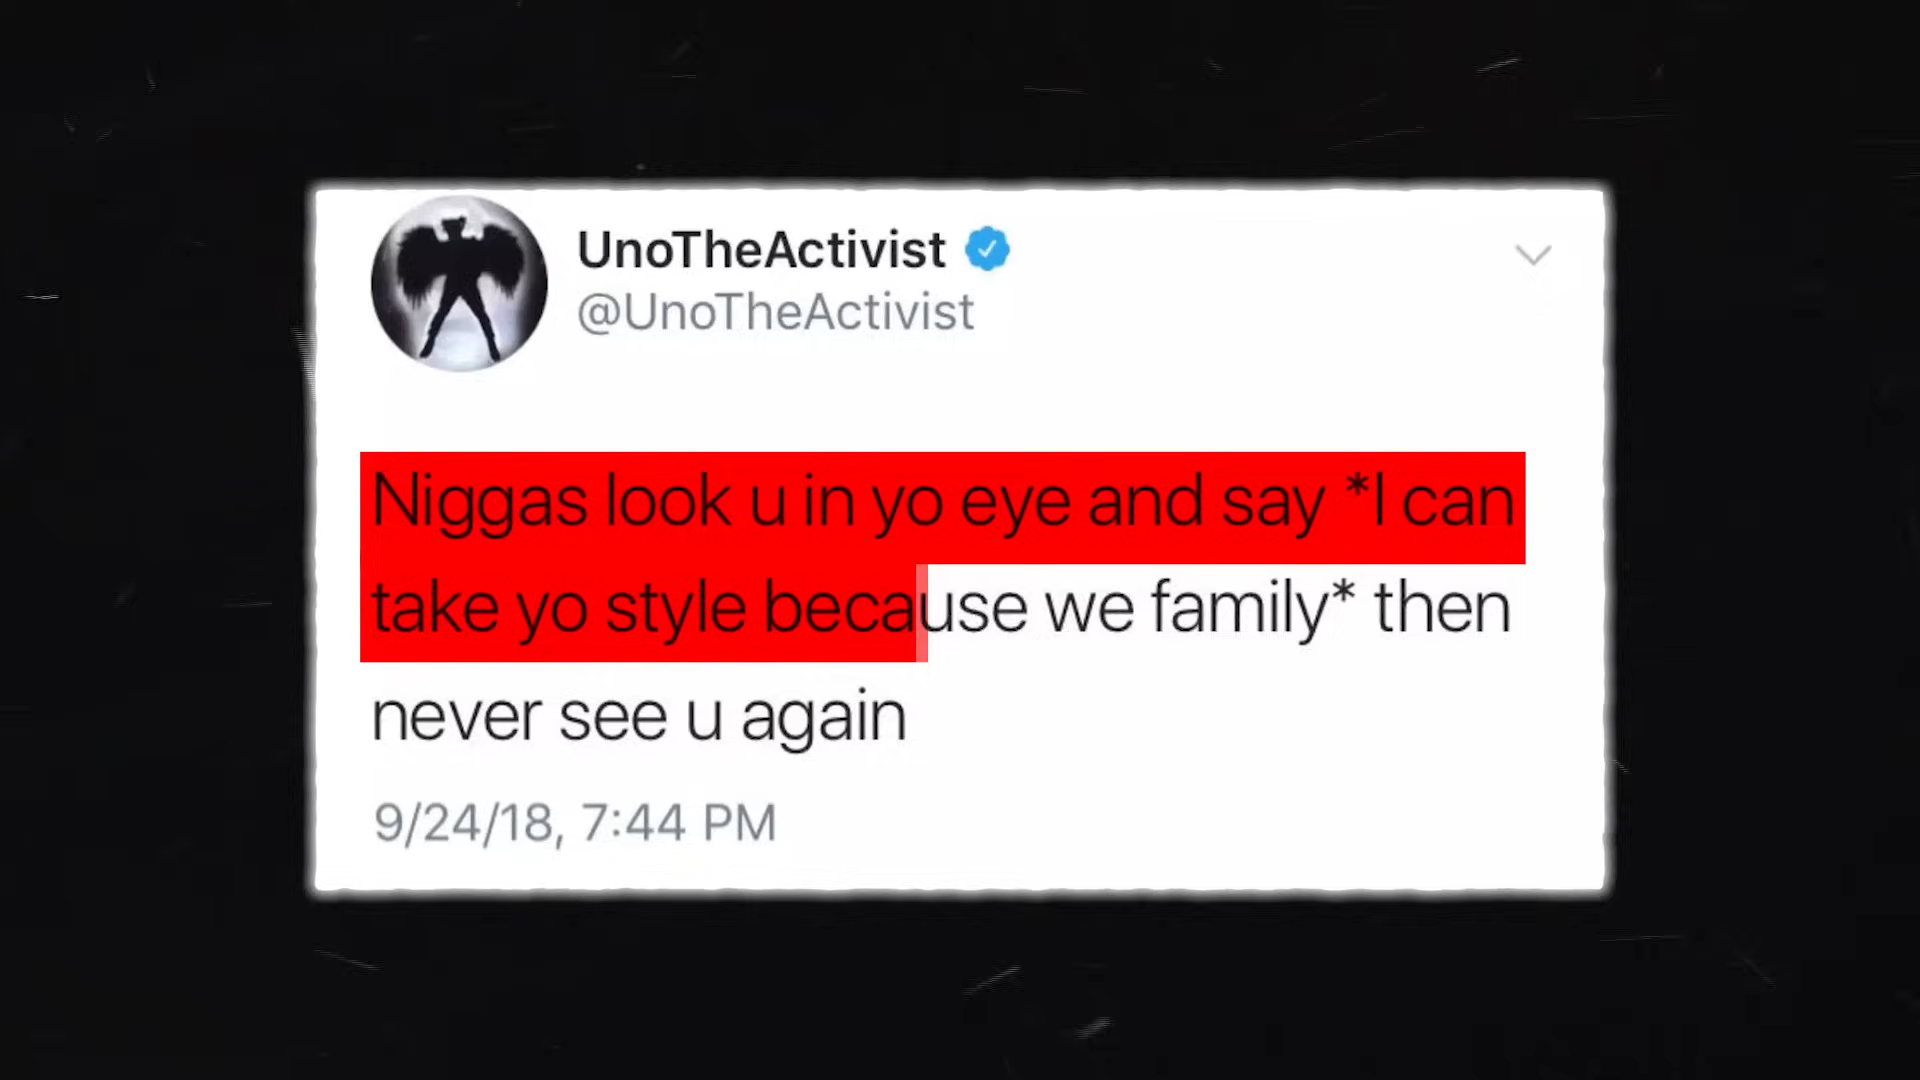 UnoTheActivist
@UnoTheActivist
Niggas look u in yo eye and say *I can
take yo style because we family* then
never see u again
9/24/18, 7:44 PM